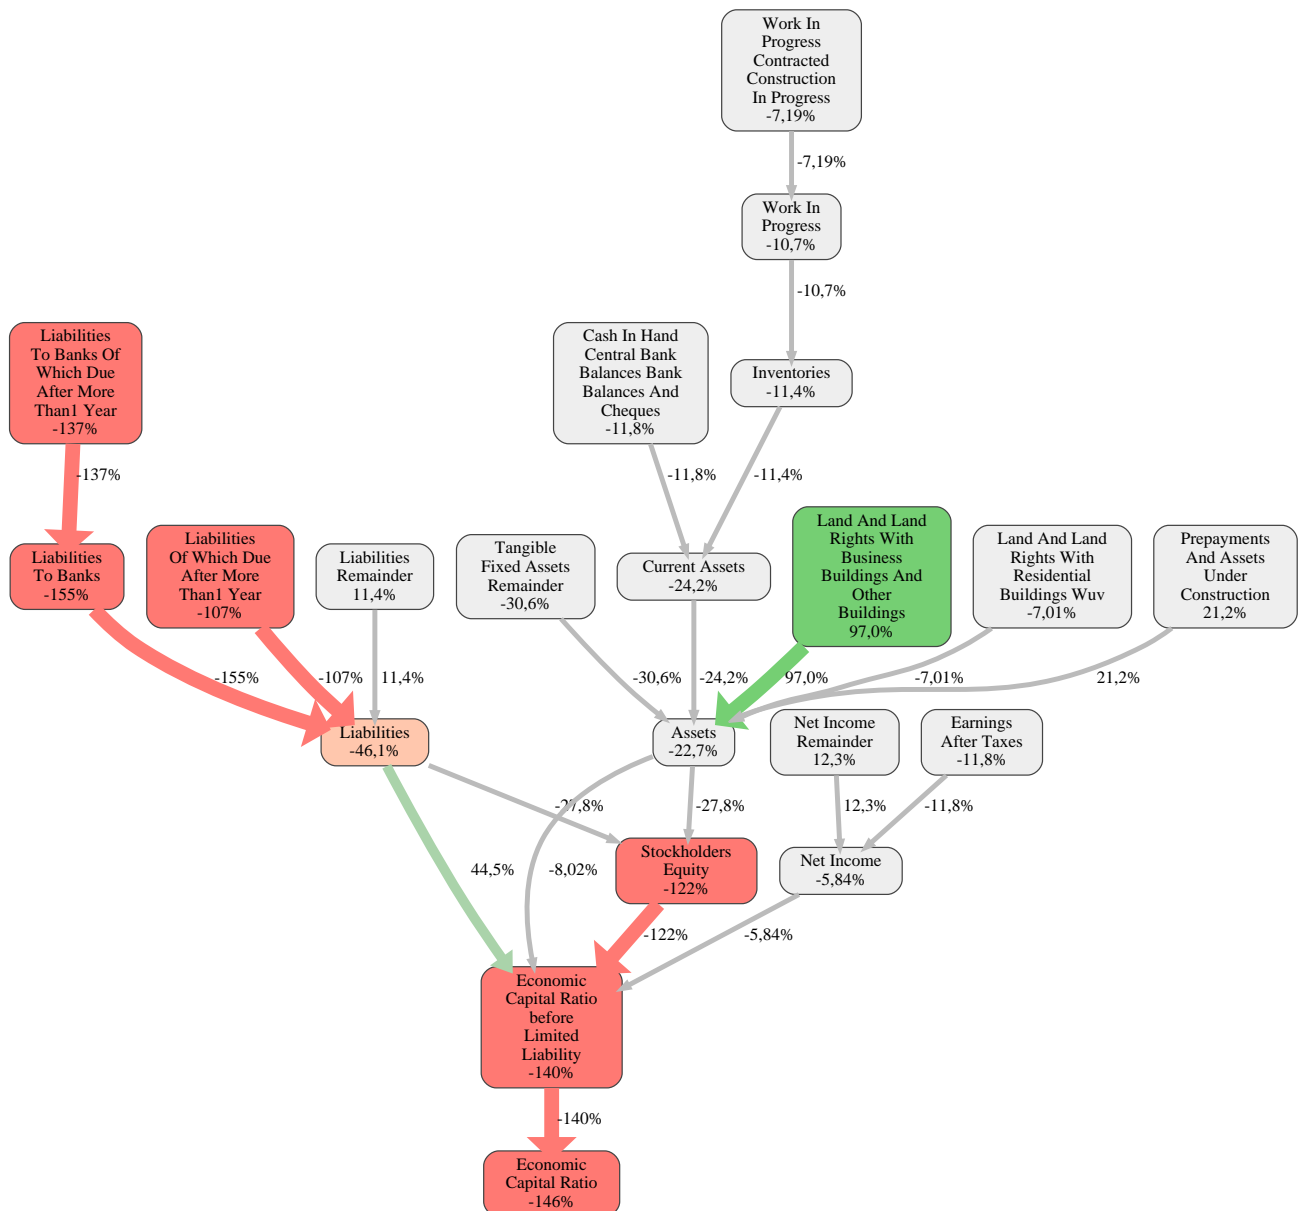 Work In
Progress
Contracted
Construction
In Progress
-7,19%
-7,19%
Work In
Progress
-10,7%
-10,7%
Liabilities
To Banks Of
Which Due
After More
Than1 Year
-137%
Cash In Hand
Central Bank
Balances Bank
Balances And
Cheques
-11,8%
Inventories
-11,4%
-137%
-11,8%
-11,4%
Liabilities
To Banks
-155%
Liabilities
Of Which Due
After More
Than1 Year
-107%
Liabilities
Remainder
11,4%
Tangible
Fixed Assets
Remainder
-30,6%
Current Assets
-24,2%
Land And Land
Rights With
Business
Buildings And
Other
Buildings
97,0%
Land And Land
Rights With
Residential
Buildings Wuv
-7,01%
Prepayments
And Assets
Under
Construction
21,2%
-155%
-107%
11,4%
-30,6%
-24,2%
97,0%
-7,01%
21,2%
Liabilities
-46,1%
Assets
-22,7%
Net Income
Remainder
12,3%
Earnings
After Taxes
-11,8%
-27,8%
-27,8%
12,3%
-11,8%
44,5%
-8,02%
Stockholders
Equity
-122%
Net Income
-5,84%
-122%
-5,84%
Economic
Capital Ratio
before
Limited
Liability
-140%
-140%
Economic
Capital Ratio
-146%